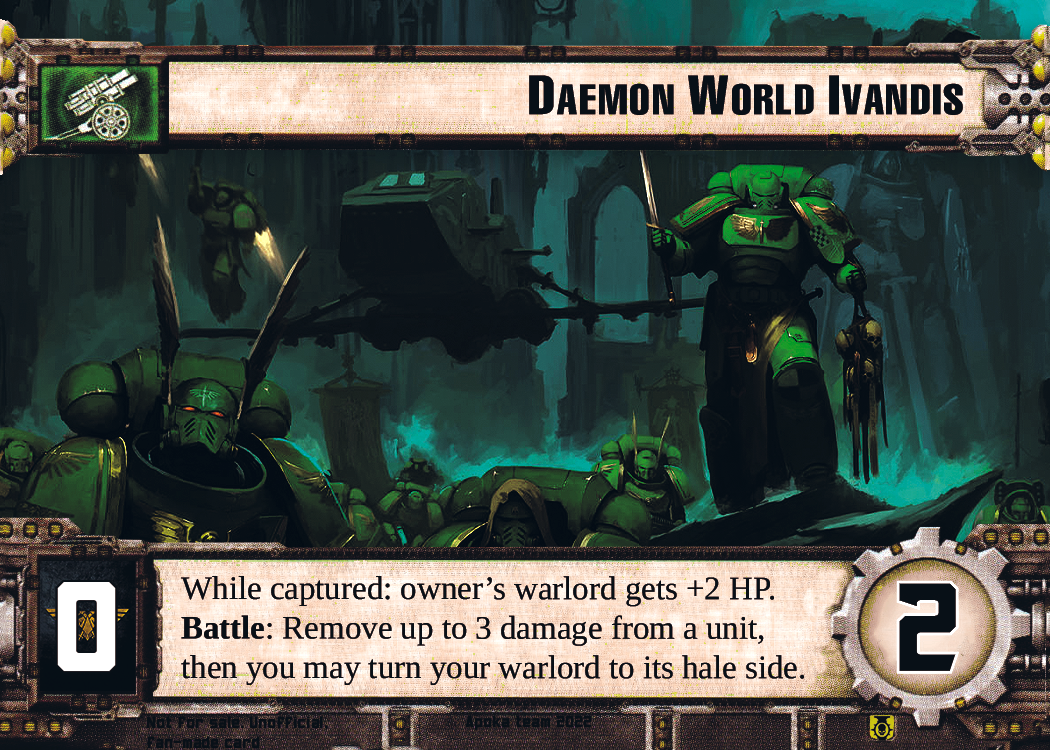 Daemon World Ivandis
While captured: owner's warlord gets +2 HP.
Battle: Remove up to 3 damage from a unit,
then you may turn your warlord to its hale side.
0
2
Not for sale. Unofficial.
Fan-made card
Apoka team 2022